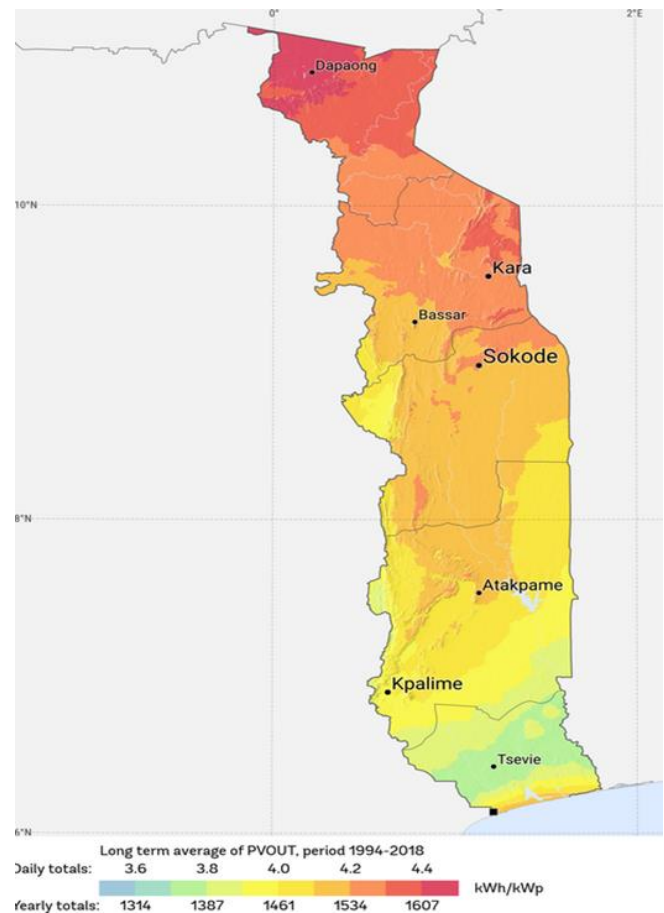 0° 2°E
Dapaong
10°N
Kara
Bassar
Sokode
8°N
Atakpame
Kpalime
Tsevie
6°N
Long term average of PVOUT, period 1994-2018
Daily totals: 3.6 3.8 4.0 4.2 4.4
kWh/kWp
Yearly totals: 1314 1387 1461 1534 1607